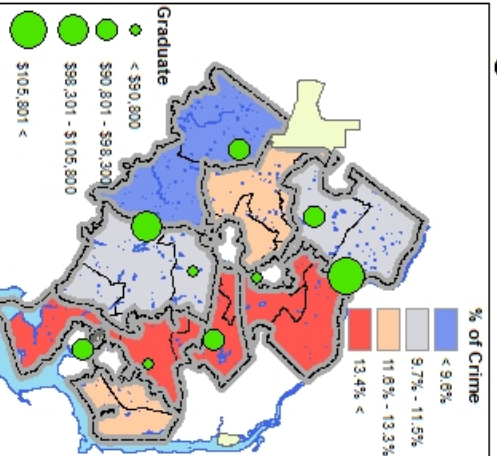 Graduate
< $90,800
$90,801 - $98,300
$98,301 - $105,800
$105,801 <
% of Crime
< 9.6%
9.7% - 11.5%
11.6% - 13.3%
13.4% <